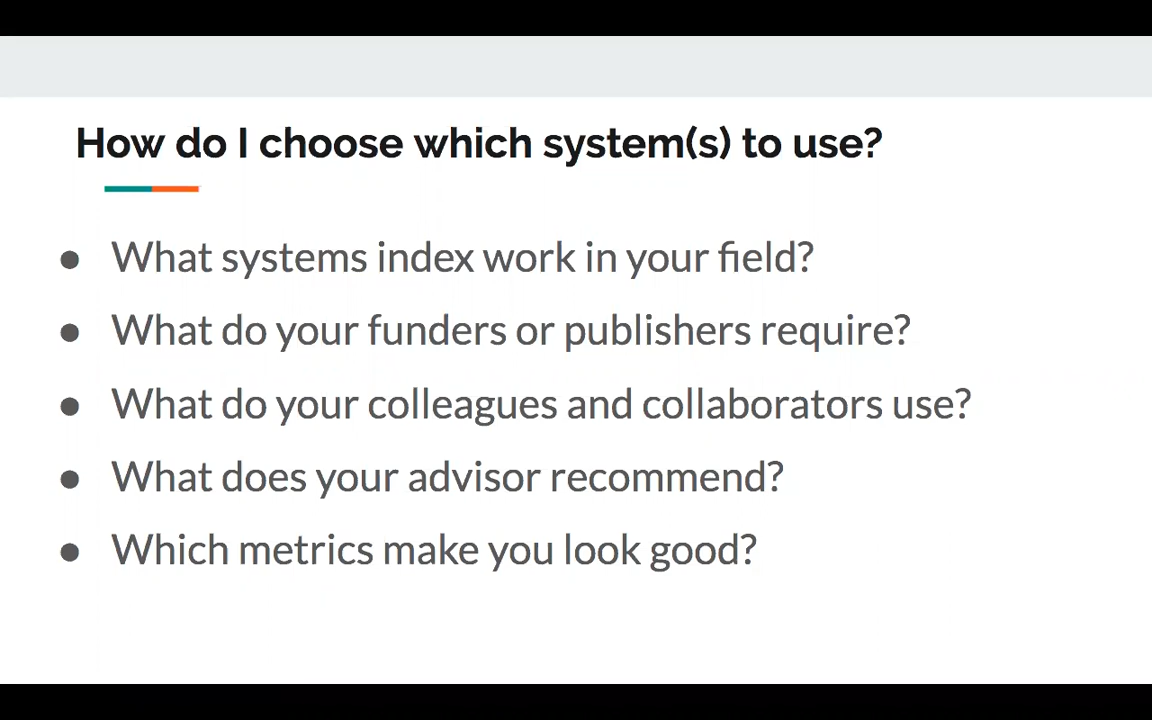 How do I choose which system(s) to use?
● What systems index work in your field?
● What do your funders or publishers require?
● What do your colleagues and collaborators use?
● What does your advisor recommend?
● Which metrics make you look good?